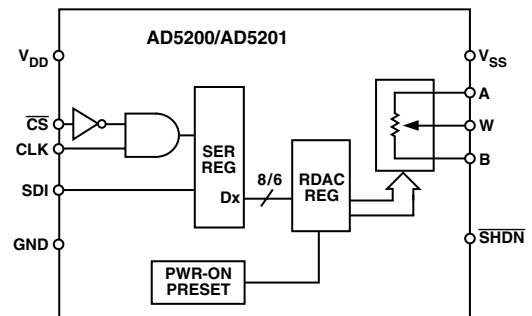 AD5200/AD5201
VDD
VSS
A
CS
W
CLK
SER
REG
B
8/6
RDAC
REG
SDI
Dx
GND
SHDN
PWR-ON
PRESET